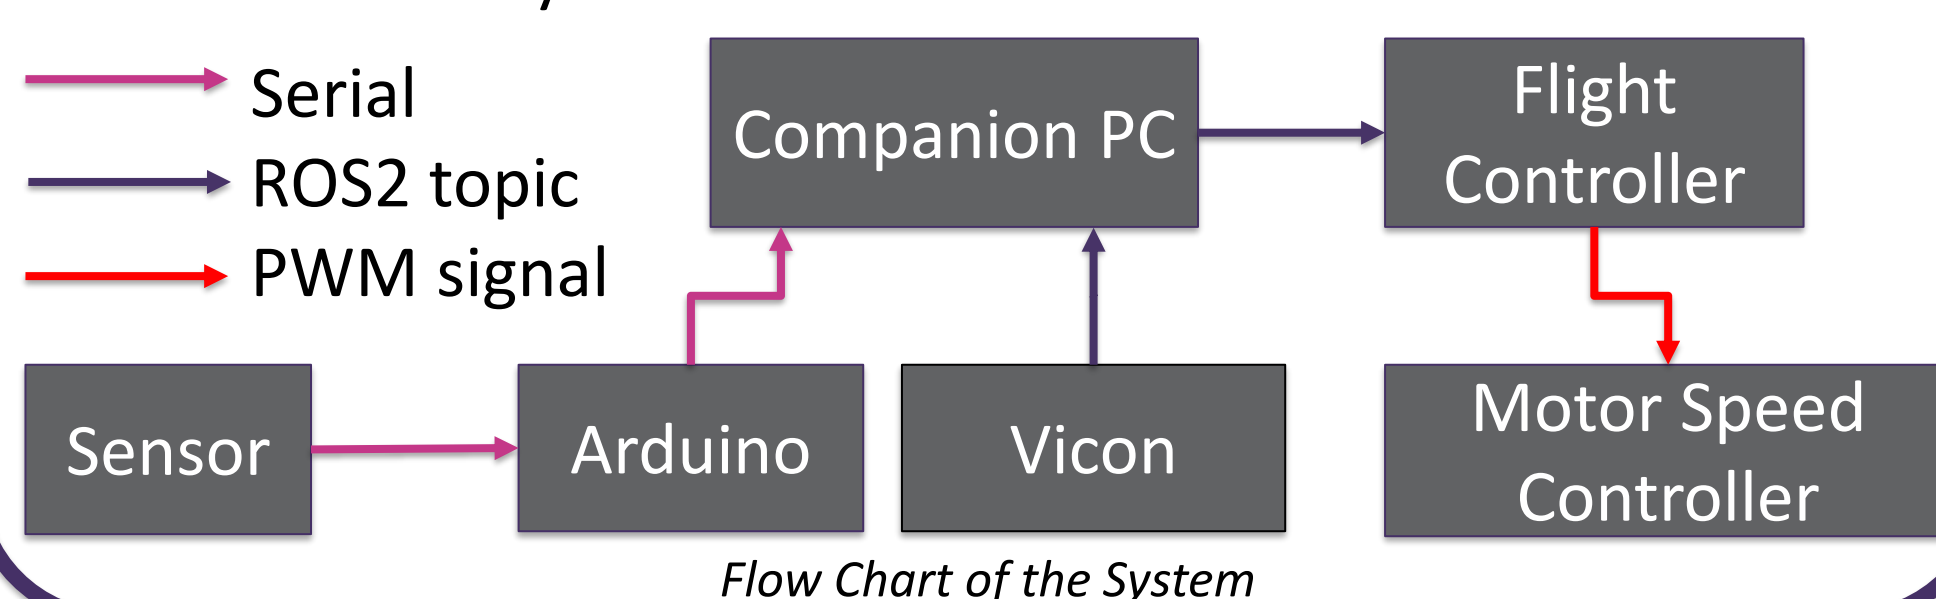 Serial
ROS2 topic
PWM signal
Companion PC
Flight
Controller
Sensor
Arduino
Vicon
Motor Speed
Controller
Flow Chart of the System